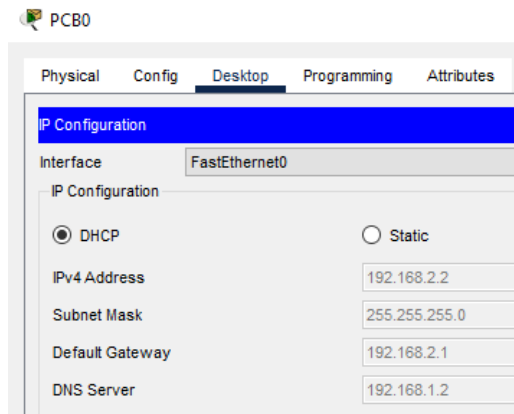 PCB0
Physical Config Desktop Programming Attributes
IP Configuration
Interface FastEthernet0
IP Configuration
DHCP Static
IPv4 Address 192.168.2.2
Subnet Mask 255.255.255.0
Default Gateway 192.168.2.1
DNS Server 192.168.1.2